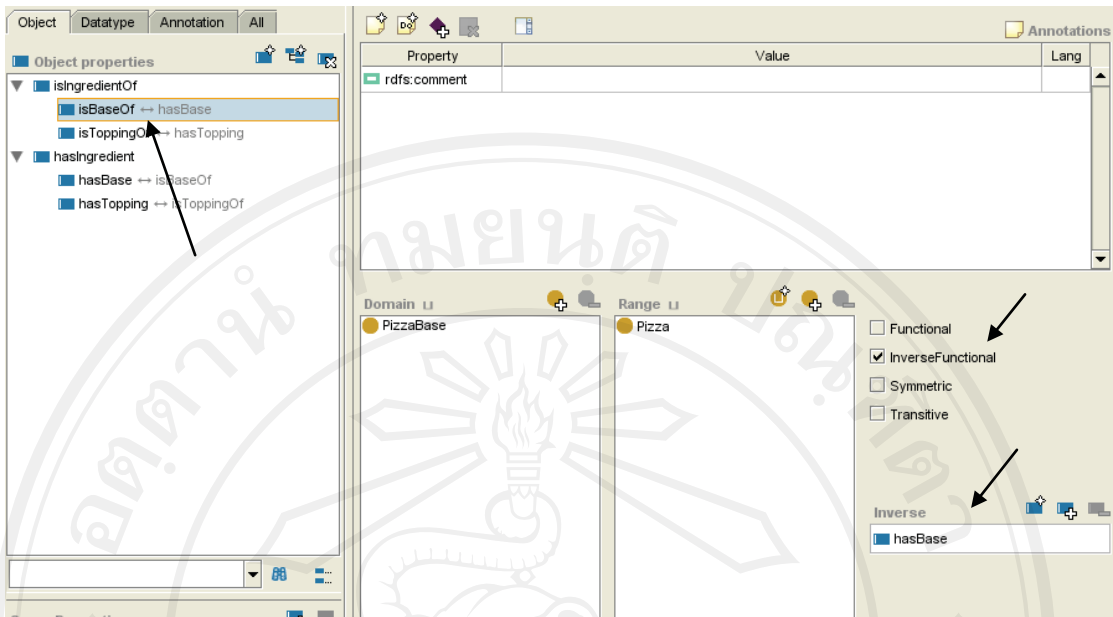 Object Datatype Annotation All
Object properties
isIngredientOf
isBaseOf ↔ hasBase
isToppingOf ↔ hasTopping
hasIngredient
hasBase ↔ isBaseOf
hasTopping ↔ isToppingOf
Annotations
Property Value Lang
rdfs:comment
Domain ⊔
PizzaBase
Range ⊔
Pizza
Functional
InverseFunctional
Symmetric
Transitive
Inverse
hasBase